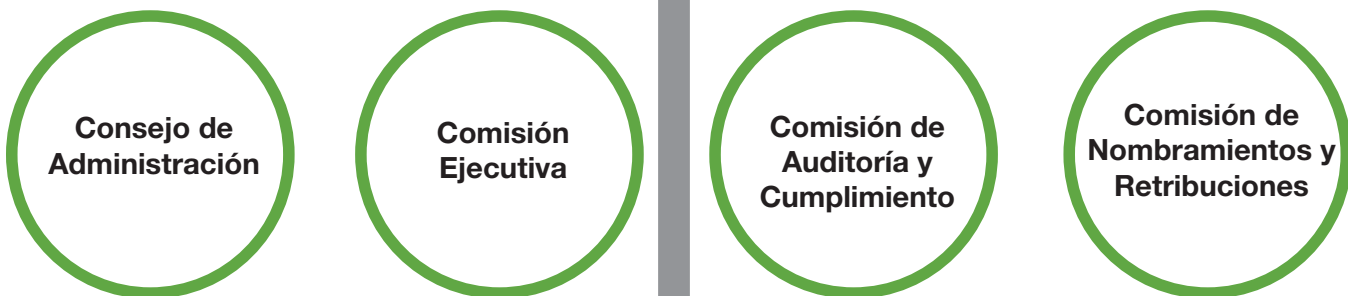 Consejo de
Administración
Comisión
Ejecutiva
Comisión de
Auditoría y
Cumplimiento
Comisión de
Nombramientos y
Retribuciones